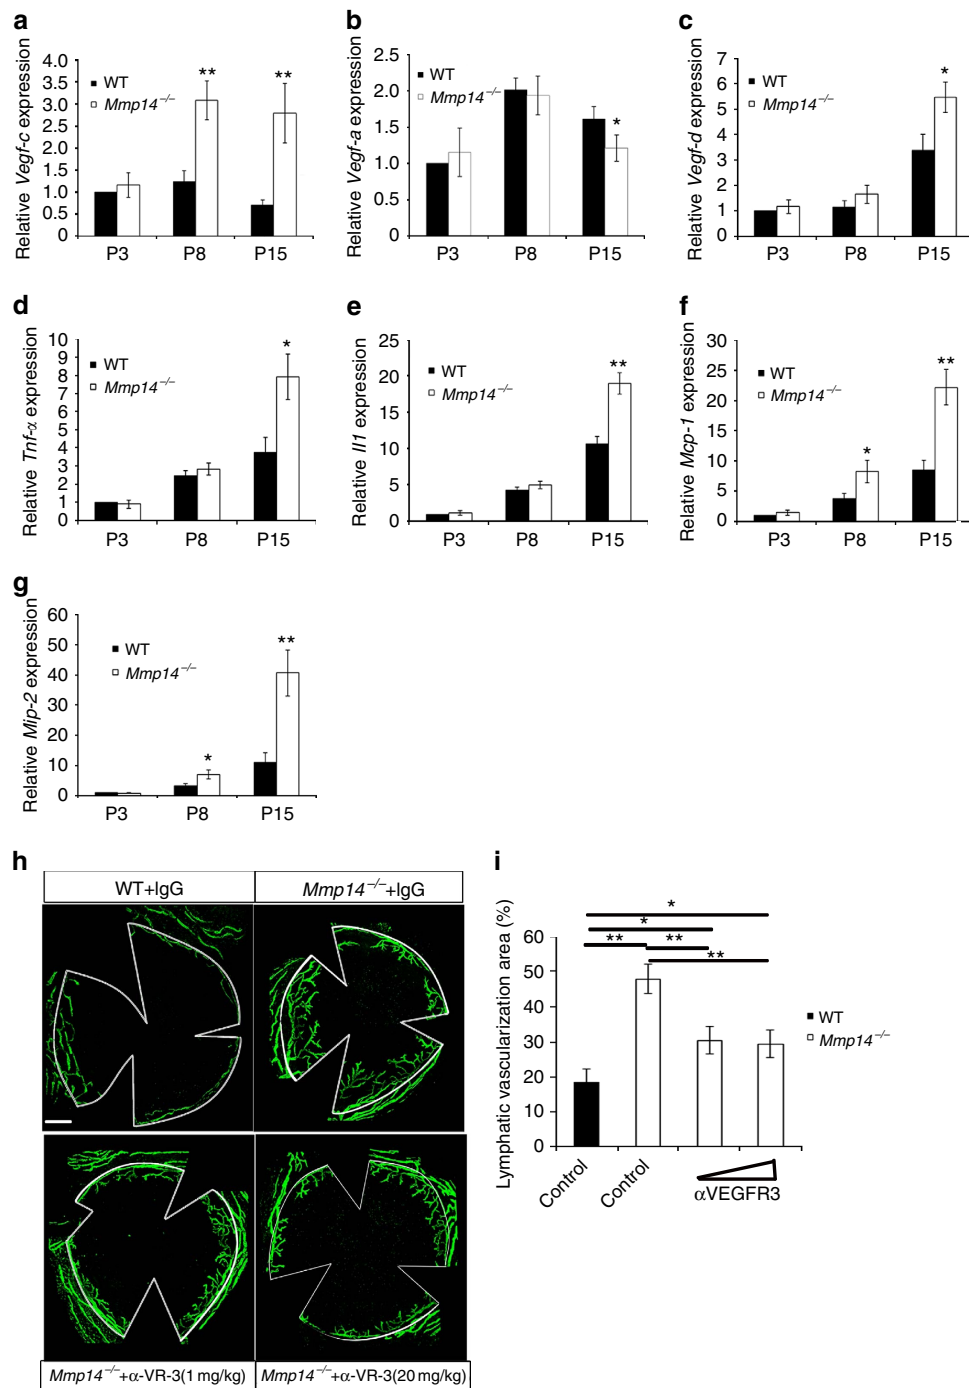 a
Relative Vegf-c expression
4.0
3.5
3.0
2.5
2.0
1.5
1.0
0.5
0
WT
Mmp14−/−
**
**
P3 P8 P15
b
Relative Vegf-a expression
2.5
2.0
1.5
1.0
0.5
0
WT
Mmp14−/−
*
P3 P8 P15
c
Relative Vegf-d expression
7
6
5
4
3
2
1
0
WT
Mmp14−/−
*
P3 P8 P15
d
Relative Tnf-α expression
10
9
8
7
6
5
4
3
2
1
0
WT
Mmp14−/−
*
P3 P8 P15
e
Relative Il1 expression
25
20
15
10
5
0
WT
Mmp14−/−
**
P3 P8 P15
f
Relative Mcp-1 expression
30
25
20
15
10
5
0
WT
Mmp14−/−
*
**
P3 P8 P15
g
Relative Mip-2 expression
60
50
40
30
20
10
0
WT
Mmp14−/−
*
**
P3 P8 P15
h
WT+IgG
Mmp14−/−+IgG
Mmp14−/−+α-VR-3(1 mg/kg)
Mmp14−/−+α-VR-3(20 mg/kg)
i
Lymphatic vascularization area (%)
60
50
40
30
20
10
0
*
*
** **
**
WT
Mmp14−/−
Control
Control
αVEGFR3